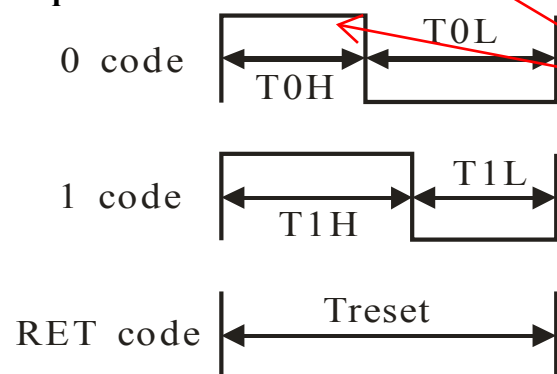 0 code
T0H
T0L
1 code
T1H
T1L
RET code
Treset